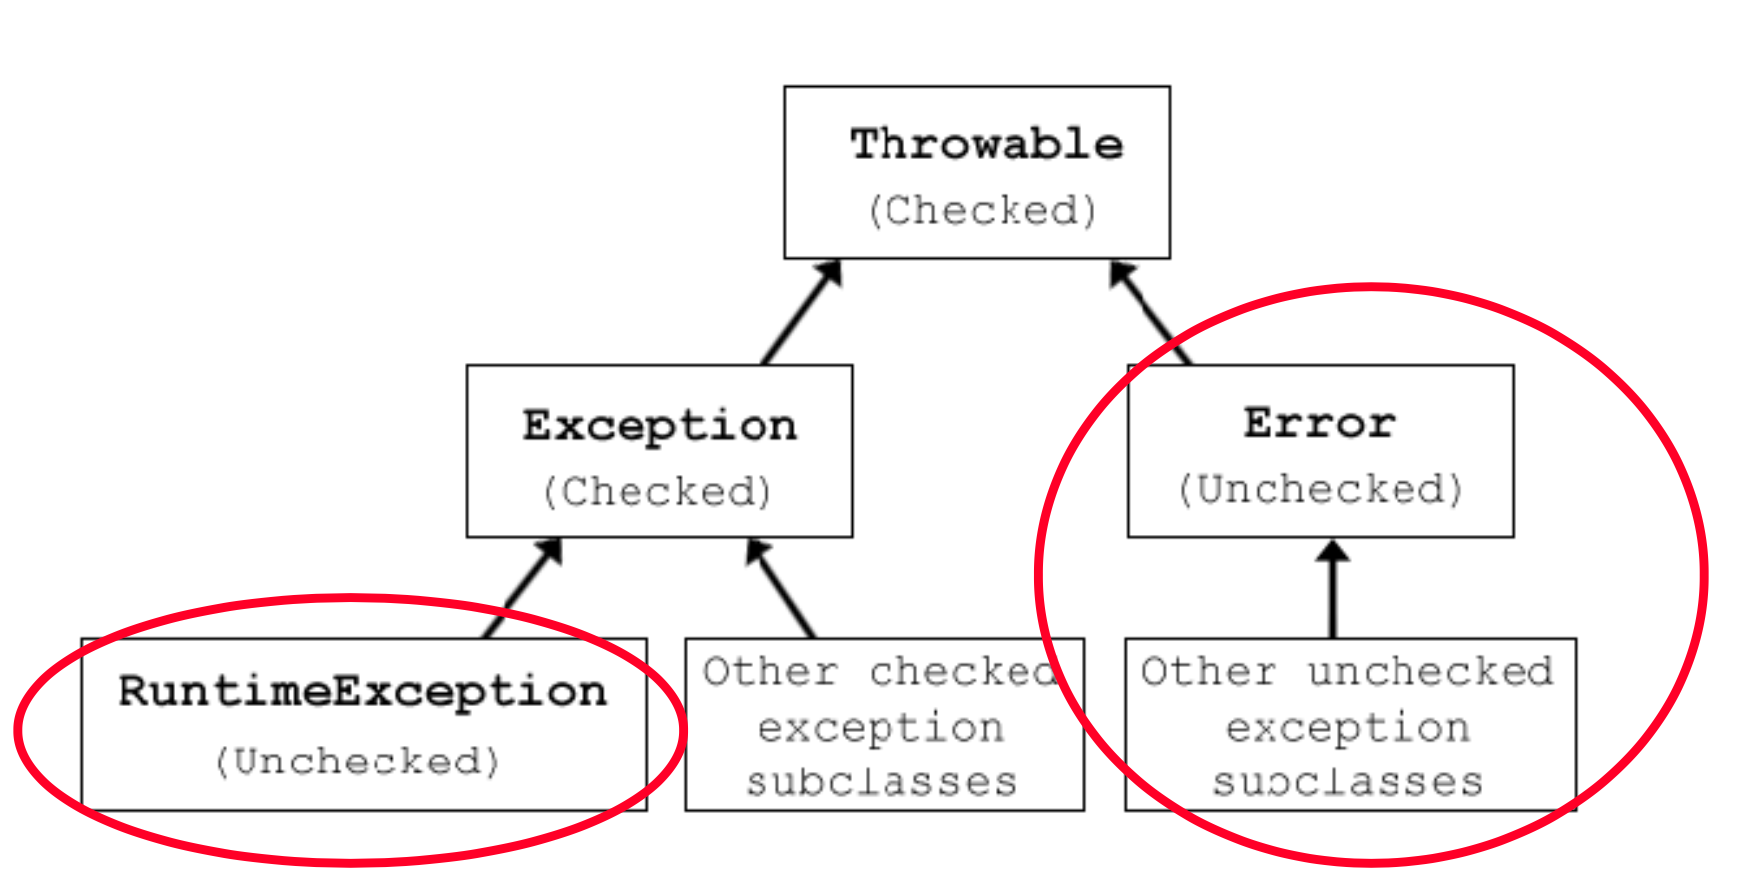 Throwable
(Checked)
Exception
(Checked)
Error
(Unchecked)
RuntimeException
(Unchecked)
Other checked
exception
subclasses
Other unchecked
exception
subclasses